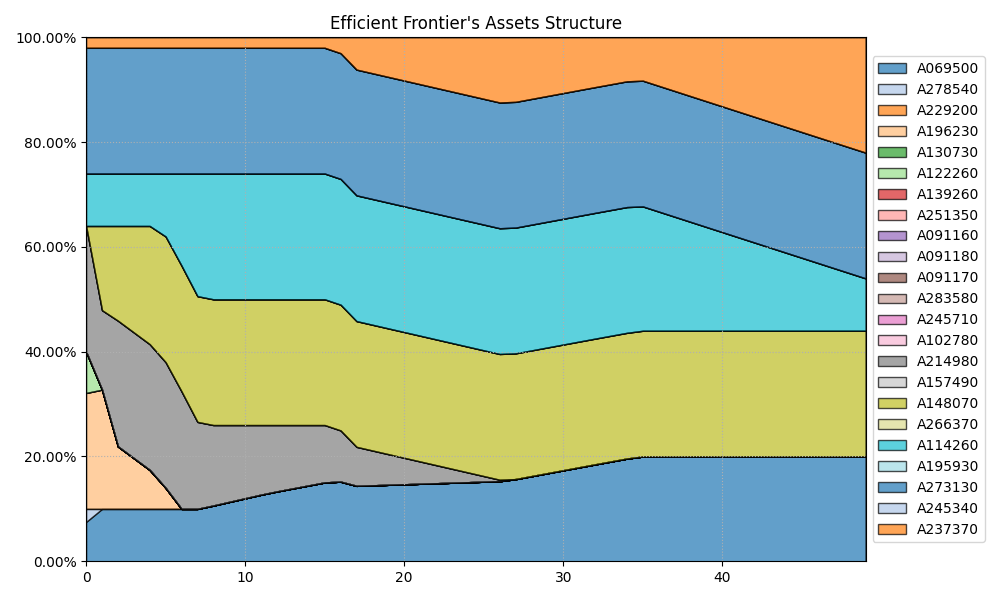 Efficient Frontier's Assets Structure
100.00%
80.00%
60.00%
40.00%
20.00%
0.00%
0
10
20
30
40
A069500
A278540
A229200
A196230
A130730
A122260
A139260
A251350
A091160
A091180
A091170
A283580
A245710
A102780
A214980
A157490
A148070
A266370
A114260
A195930
A273130
A245340
A237370